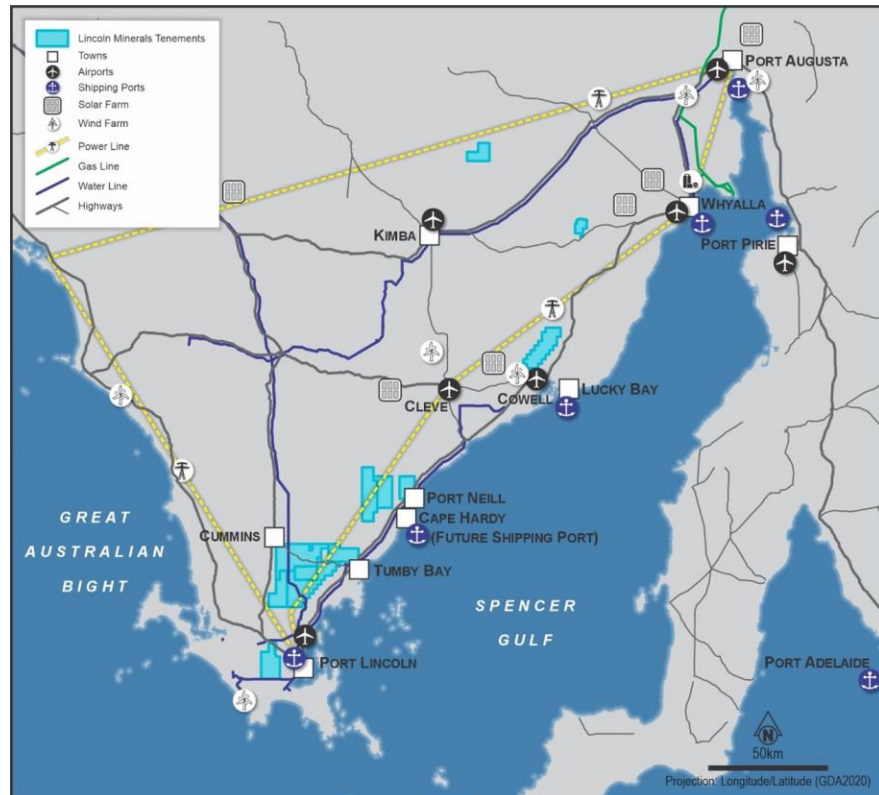 Lincoln Minerals Tenements
Towns
Airports
Shipping Ports
Solar Farm
Wind Farm
Power Line
Gas Line
Water Line
Highways
PORT AUGUSTA
WHYALLA
PORT PIRIE
KIMBA
CLEVE
COWELL
LUCKY BAY
PORT NEILL
CAPE HARDY
(FUTURE SHIPPING PORT)
CUMMINS
TUMBY BAY
PORT LINCOLN
GREAT
AUSTRALIAN
BIGHT
SPENCER
GULF
PORT ADELAIDE
N
50km
Projection: Longitude/Latitude (GDA2020)